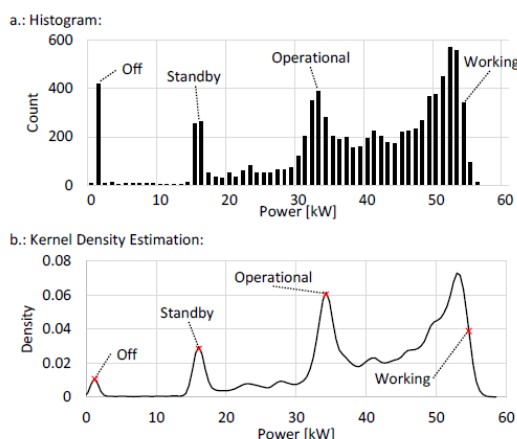 a.: Histogram:
600
400
200
0
Count
Off
Standby
Operational
Working
0 10 20 30 40 50 60
Power [kW]
b.: Kernel Density Estimation:
0.08
0.06
0.04
0.02
0
Density
Off
Standby
Operational
Working
0 10 20 30 40 50 60
Power [kW]